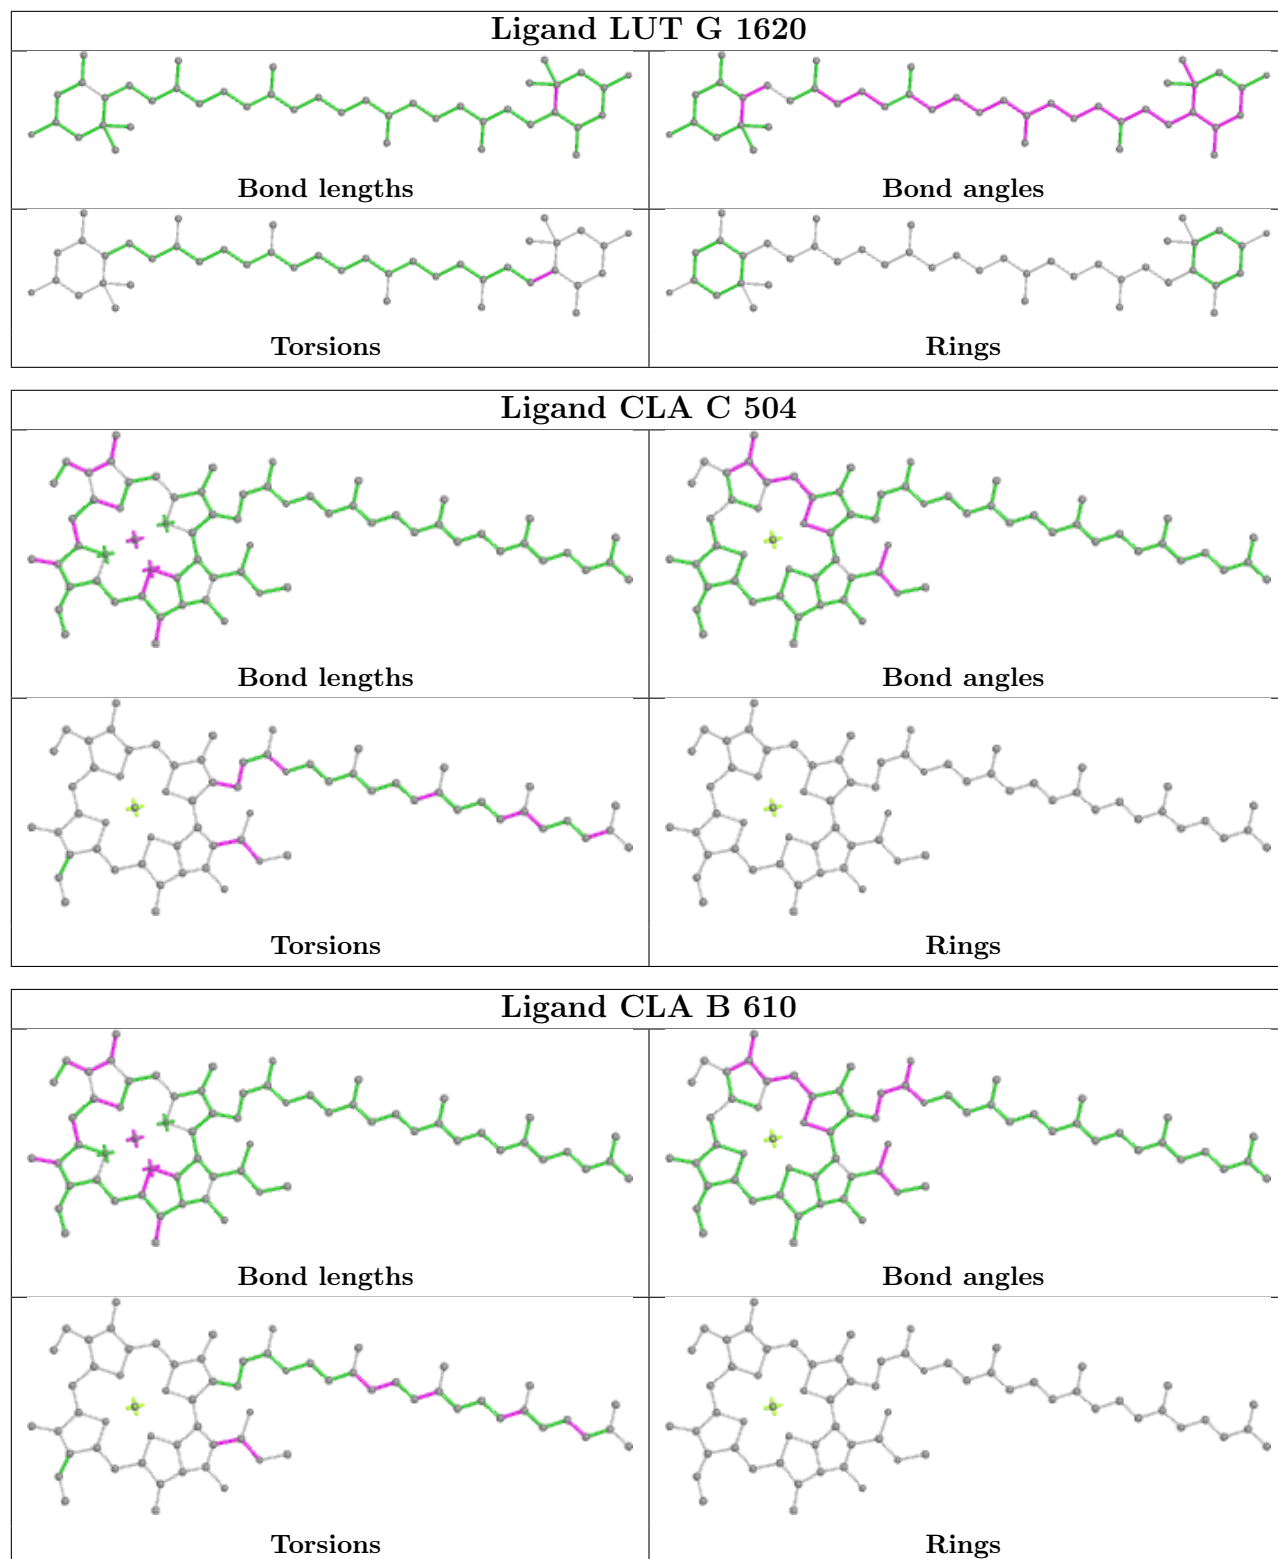 Ligand LUT G 1620
Bond lengths
Bond angles
Torsions
Rings
Ligand CLA C 504
Bond lengths
Bond angles
Torsions
Rings
Ligand CLA B 610
Bond lengths
Bond angles
Torsions
Rings